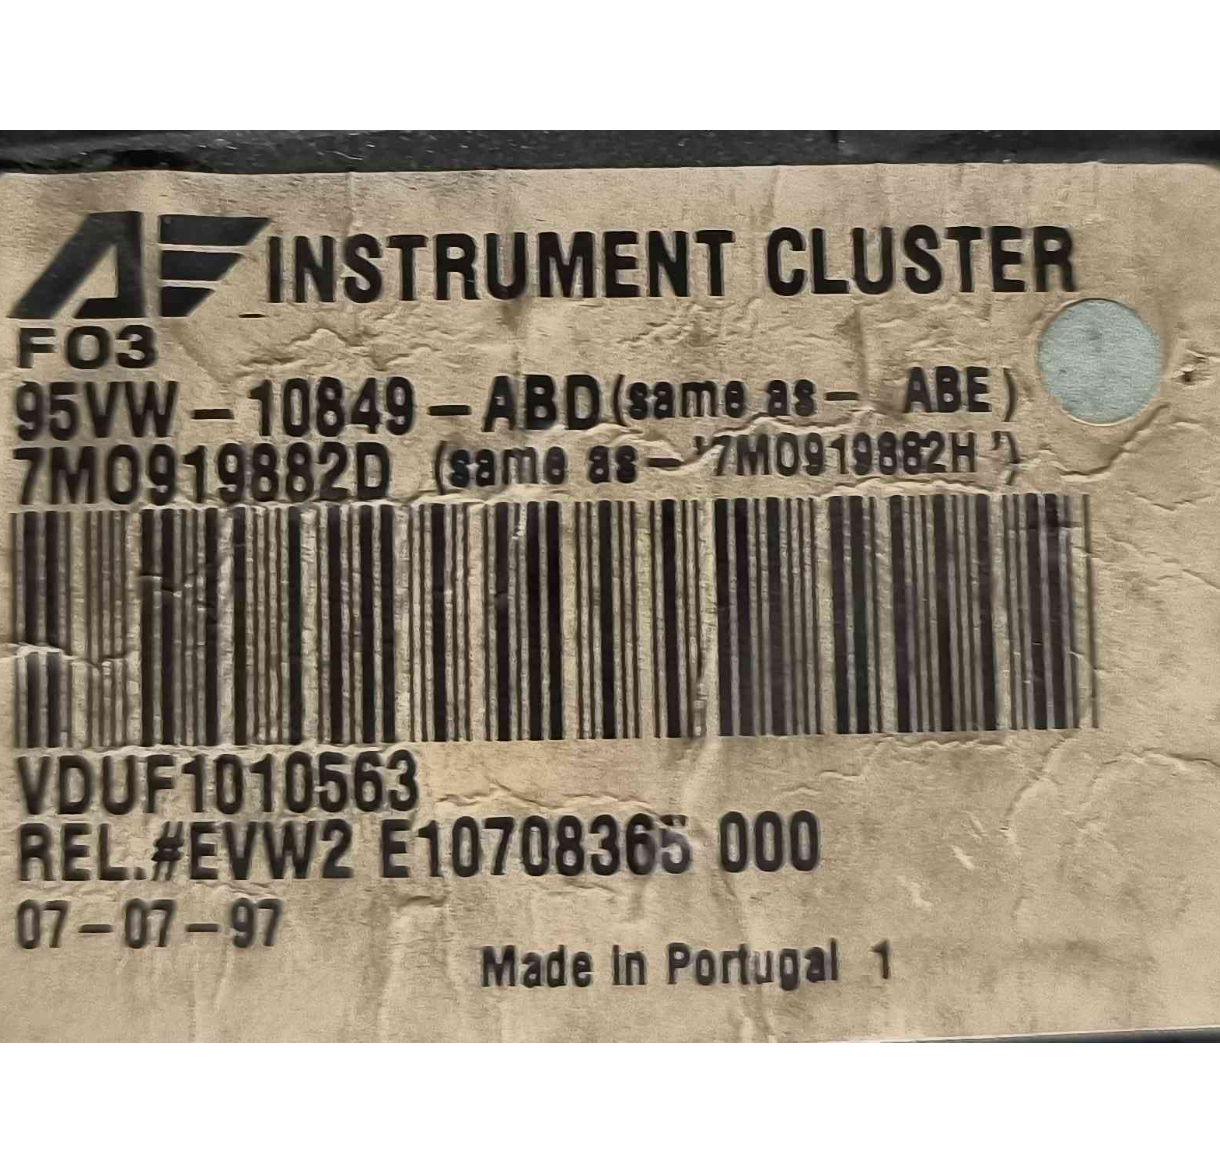 AF INSTRUMENT CLUSTER
F03
95VW-10849-ABD (same as- ABE)
7M0919882D (same as-'7M0919882H')
VDUF1010563
REL.#EVW2 E10708365 000
07-07-97
Made in Portugal 1